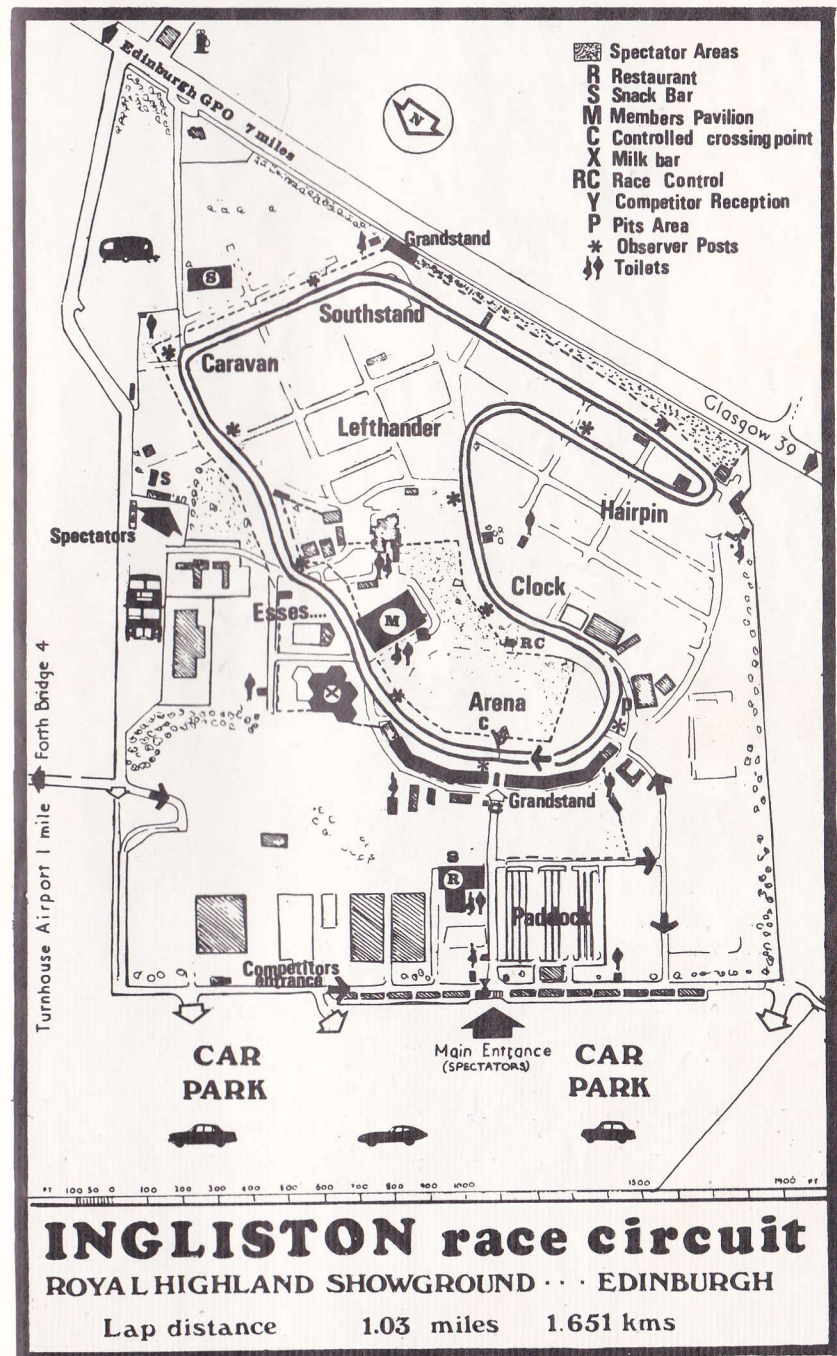 Edinburgh GPO 7 miles
N
Spectator Areas
R Restaurant
S Snack Bar
M Members Pavilion
C Controlled crossing point
X Milk bar
RC Race Control
Y Competitor Reception
P Pits Area
* Observer Posts
Toilets
Grandstand
S
Southstand
Caravan
Lefthander
Glasgow 39
S
Hairpin
Spectators
Clock
Esses....
M
RC
X
Arena
C
P
Forth Bridge 4
Turnhouse Airport 1 mile
Grandstand
S
R
Paddock
Competitors
entrance
Main Entrance
(SPECTATORS)
CAR
PARK
CAR
PARK
FT 100 50 0 100 200 300 400 500 600 700 800 900 1000 1500 1900 FT
INGLISTON race circuit
ROYAL HIGHLAND SHOWGROUND · · · EDINBURGH
Lap distance 1.03 miles 1.651 kms